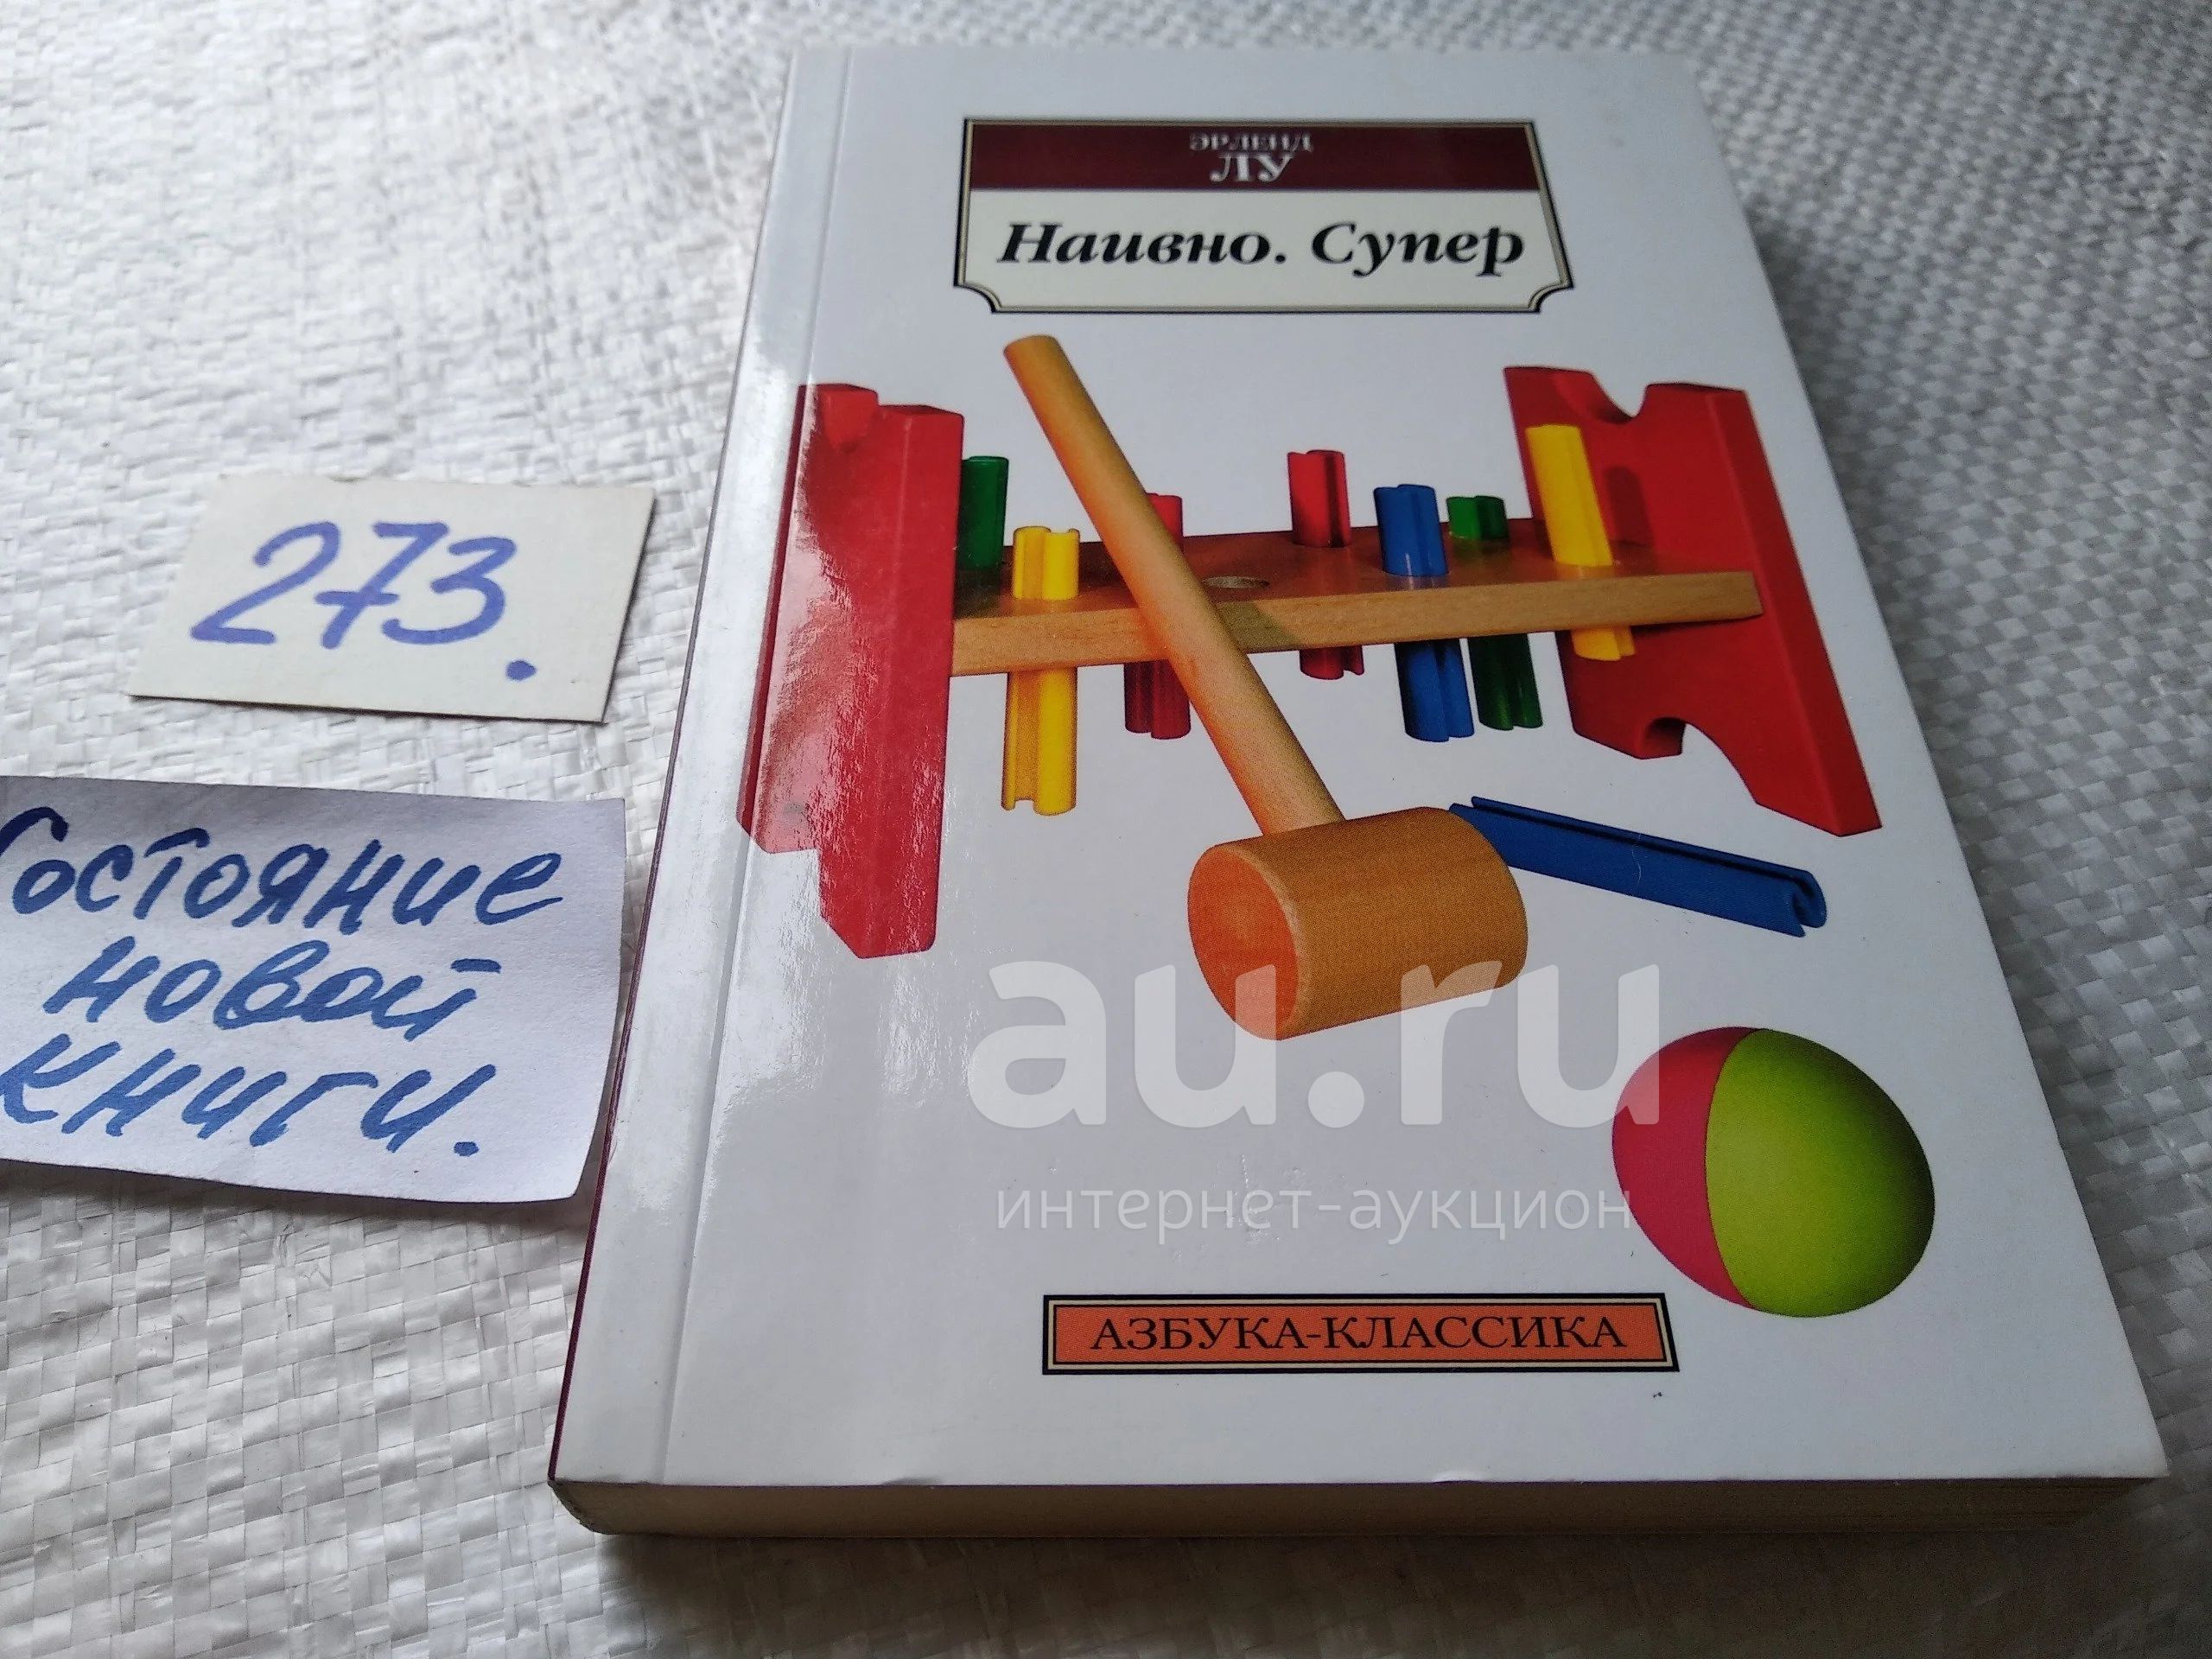 ЭРЛЕНД
ЛУ
Наивно. Супер
273.
Состояние
новой
книги.
au.ru
интернет-аукцион
АЗБУКА-КЛАССИКА